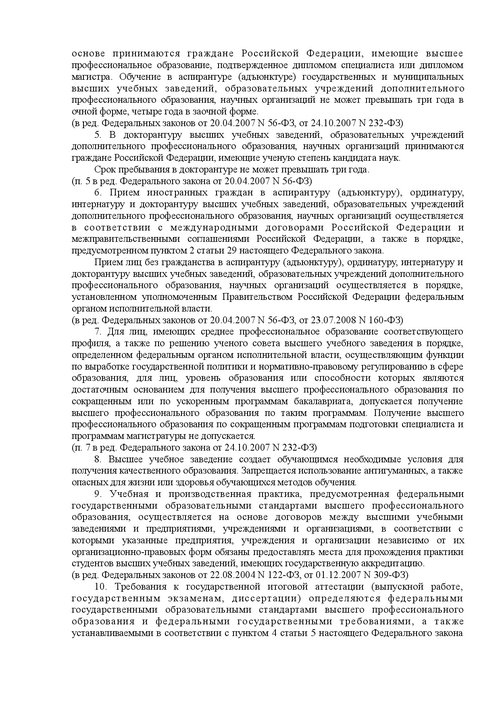 основе принимаются граждане Российской Федерации, имеющие высшее
профессиональное образование, подтвержденное дипломом специалиста или дипломом
магистра. Обучение в аспирантуре (адъюнктуре) государственных и муниципальных
высших учебных заведений, образовательных учреждений дополнительного
профессионального образования, научных организаций не может превышать три года в
очной форме, четыре года в заочной форме.
(в ред. Федеральных законов от 20.04.2007 N 56-ФЗ, от 24.10.2007 N 232-ФЗ)
5. В докторантуру высших учебных заведений, образовательных учреждений
дополнительного профессионального образования, научных организаций принимаются
граждане Российской Федерации, имеющие ученую степень кандидата наук.
Срок пребывания в докторантуре не может превышать три года.
(п. 5 в ред. Федерального закона от 20.04.2007 N 56-ФЗ)
6. Прием иностранных граждан в аспирантуру (адъюнктуру), ординатуру,
интернатуру и докторантуру высших учебных заведений, образовательных учреждений
дополнительного профессионального образования, научных организаций осуществляется
в соответствии с международными договорами Российской Федерации и
межправительственными соглашениями Российской Федерации, а также в порядке,
предусмотренном пунктом 2 статьи 29 настоящего Федерального закона.
Прием лиц без гражданства в аспирантуру (адъюнктуру), ординатуру, интернатуру и
докторантуру высших учебных заведений, образовательных учреждений дополнительного
профессионального образования, научных организаций осуществляется в порядке,
установленном уполномоченным Правительством Российской Федерации федеральным
органом исполнительной власти.
(в ред. Федеральных законов от 20.04.2007 N 56-ФЗ, от 23.07.2008 N 160-ФЗ)
7. Для лиц, имеющих среднее профессиональное образование соответствующего
профиля, а также по решению ученого совета высшего учебного заведения в порядке,
определенном федеральным органом исполнительной власти, осуществляющим функции
по выработке государственной политики и нормативно-правовому регулированию в сфере
образования, для лиц, уровень образования или способности которых являются
достаточным основанием для получения высшего профессионального образования по
сокращенным или по ускоренным программам бакалавриата, допускается получение
высшего профессионального образования по таким программам. Получение высшего
профессионального образования по сокращенным программам подготовки специалиста и
программам магистратуры не допускается.
(п. 7 в ред. Федерального закона от 24.10.2007 N 232-ФЗ)
8. Высшее учебное заведение создает обучающимся необходимые условия для
получения качественного образования. Запрещается использование антигуманных, а также
опасных для жизни или здоровья обучающихся методов обучения.
9. Учебная и производственная практика, предусмотренная федеральными
государственными образовательными стандартами высшего профессионального
образования, осуществляется на основе договоров между высшими учебными
заведениями и предприятиями, учреждениями и организациями, в соответствии с
которыми указанные предприятия, учреждения и организации независимо от их
организационно-правовых форм обязаны предоставлять места для прохождения практики
студентов высших учебных заведений, имеющих государственную аккредитацию.
(в ред. Федеральных законов от 22.08.2004 N 122-ФЗ, от 01.12.2007 N 309-ФЗ)
10. Требования к государственной итоговой аттестации (выпускной работе,
государственным экзаменам, диссертации) определяются федеральными
государственными образовательными стандартами высшего профессионального
образования и федеральными государственными требованиями, а также
устанавливаемыми в соответствии с пунктом 4 статьи 5 настоящего Федерального закона